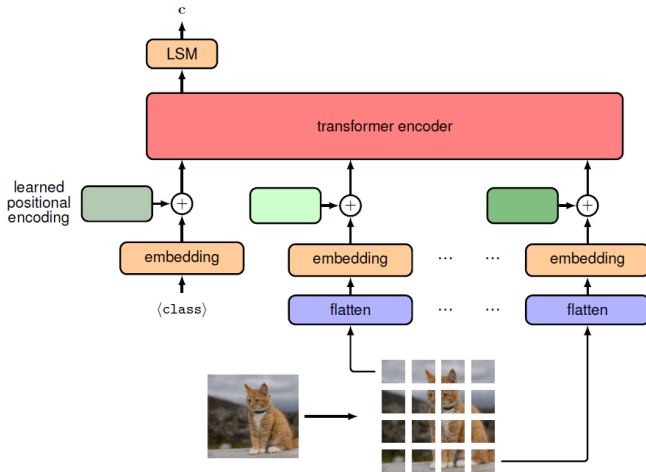 c
LSM
transformer encoder
learned
positional
encoding
+
+
+
embedding
embedding
... ...
embedding
⟨class⟩
flatten
... ...
flatten